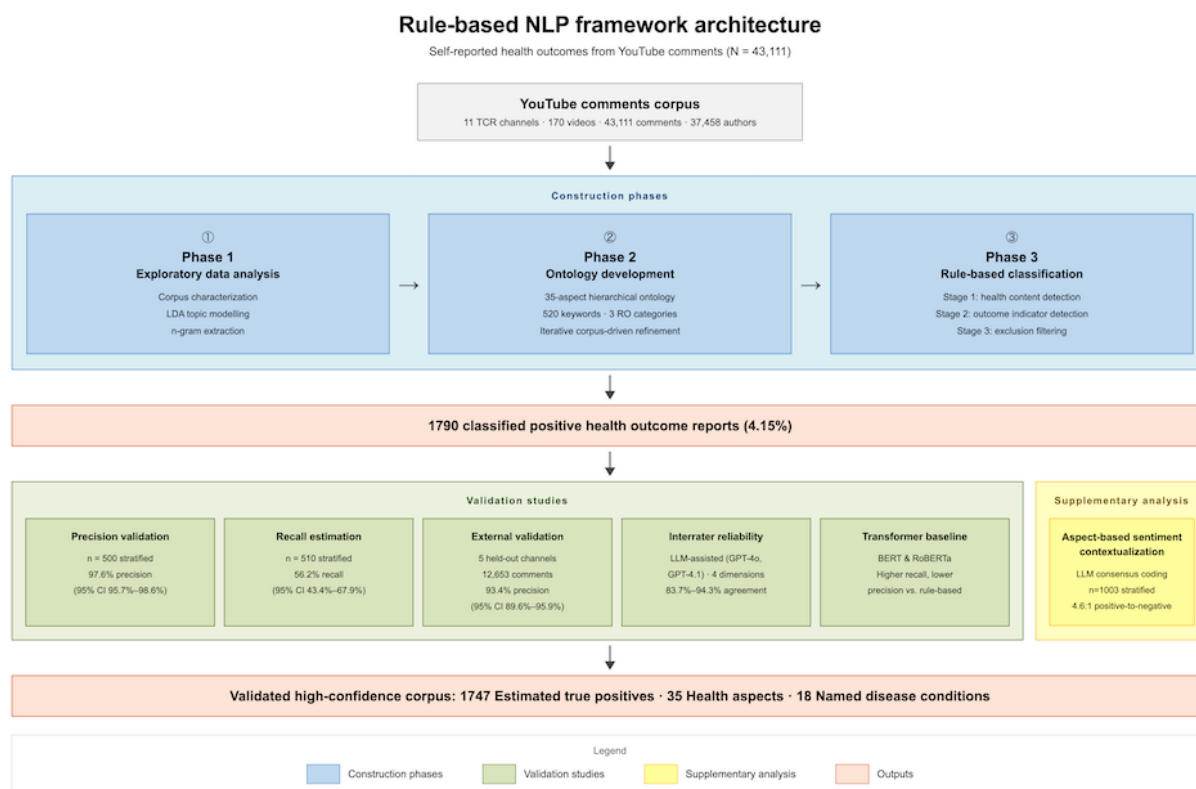 Rule-based NLP framework architecture
Self-reported health outcomes from YouTube comments (N = 43,111)
YouTube comments corpus
11 TCR channels · 170 videos · 43,111 comments · 37,458 authors
Construction phases
①
Phase 1
Exploratory data analysis
Corpus characterization
LDA topic modelling
n-gram extraction
→
②
Phase 2
Ontology development
35-aspect hierarchical ontology
520 keywords · 3 RO categories
Iterative corpus-driven refinement
→
③
Phase 3
Rule-based classification
Stage 1: health content detection
Stage 2: outcome indicator detection
Stage 3: exclusion filtering
1790 classified positive health outcome reports (4.15%)
Validation studies
Precision validation
n = 500 stratified
97.6% precision
(95% CI 95.7%–98.6%)
Recall estimation
n = 510 stratified
56.2% recall
(95% CI 43.4%–67.9%)
External validation
5 held-out channels
12,653 comments
93.4% precision
(95% CI 89.6%–95.9%)
Interrater reliability
LLM-assisted (GPT-4o,
GPT-4.1) · 4 dimensions
83.7%–94.3% agreement
Transformer baseline
BERT & RoBERTa
Higher recall, lower
precision vs. rule-based
Supplementary analysis
Aspect-based sentiment
contextualization
LLM consensus coding
n=1003 stratified
4.6:1 positive-to-negative
Validated high-confidence corpus: 1747 Estimated true positives · 35 Health aspects · 18 Named disease conditions
Legend
Construction phases
Validation studies
Supplementary analysis
Outputs